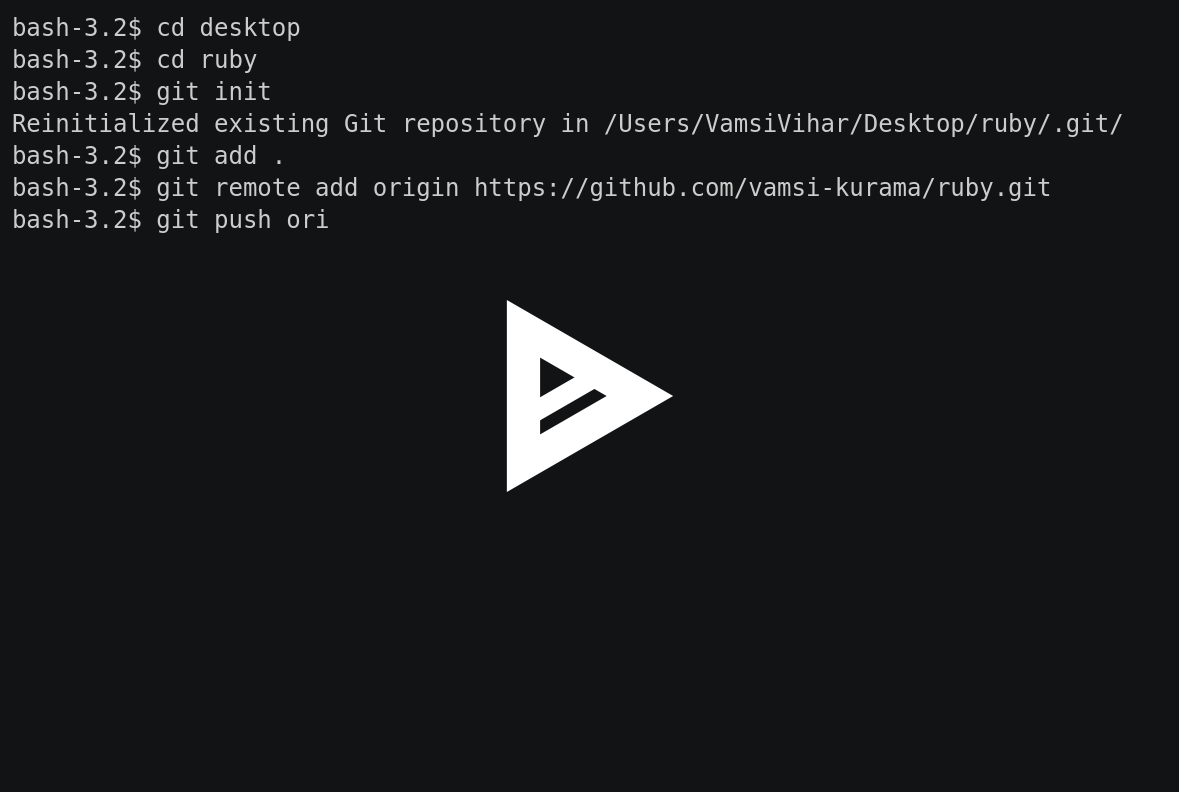 bash-3.2$ cd desktop
bash-3.2$ cd ruby
bash-3.2$ git init
Reinitialized existing Git repository in /Users/VamsiVihar/Desktop/ruby/.git/
bash-3.2$ git add .
bash-3.2$ git remote add origin https://github.com/vamsi-kurama/ruby.git
bash-3.2$ git push ori